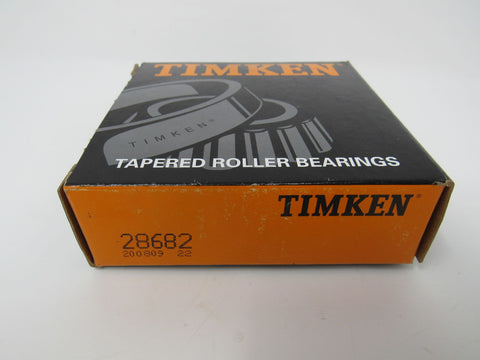 TIMKEN
TIMKEN®
TAPERED ROLLER BEARINGS
TIMKEN®
28682
200809 22